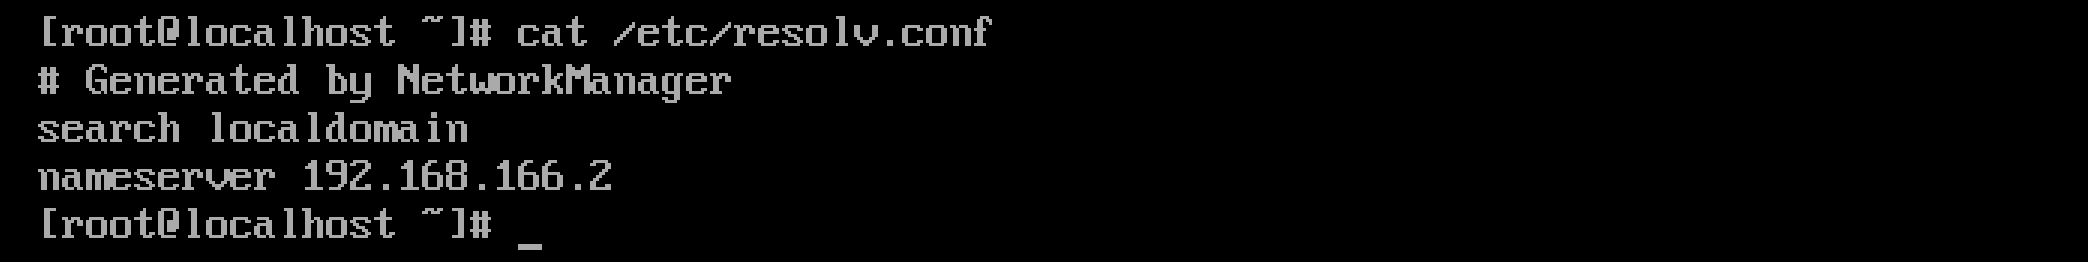 [root@localhost ~]# cat /etc/resolv.conf
# Generated by NetworkManager
search localdomain
nameserver 192.168.166.2
[root@localhost ~]# _